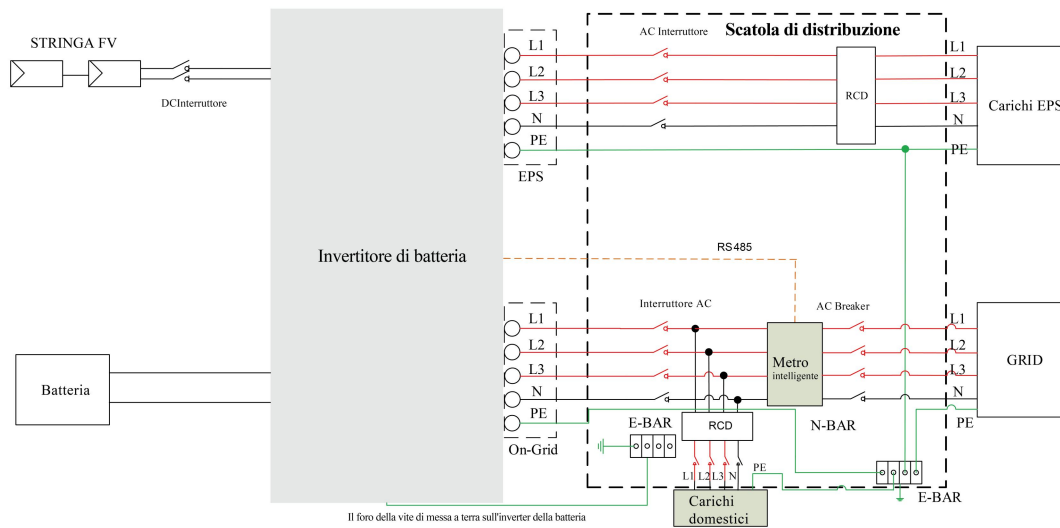 STRINGA FV
DCInterruttore
Batteria
Invertitore di batteria
L1
L2
L3
N
PE
EPS
AC Interruttore
Scatola di distribuzione
RCD
L1
L2
L3
N
PE
Carichi EPS
RS485
L1
L2
L3
N
PE
On-Grid
Interruttore AC
AC Breaker
Metro
intelligente
L1
L2
L3
N
PE
GRID
E-BAR
RCD
N-BAR
L1
L2
L3
N
PE
Carichi
domestici
E-BAR
Il foro della vite di messa a terra sull'inverter della batteria